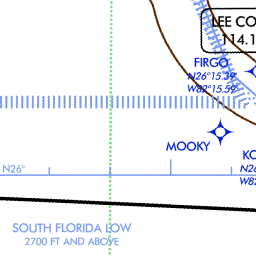 LEE CO
114.1
FIRGO
N26°15.39'
W82°15.59'
MOOKY
KO
N26°
N26
W82
SOUTH FLORIDA LOW
2700 FT AND ABOVE